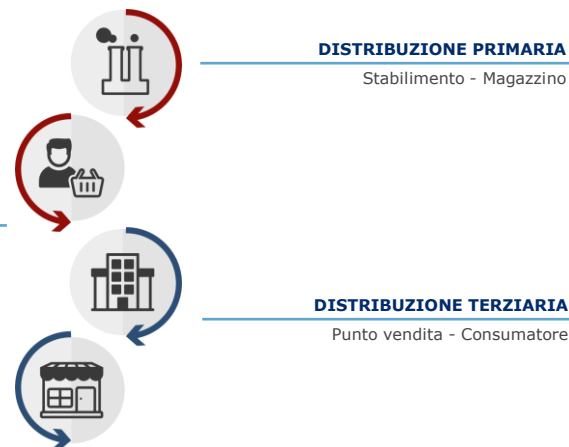 DISTRIBUZIONE PRIMARIA
Stabilimento - Magazzino
DISTRIBUZIONE TERZIARIA
Punto vendita - Consumatore